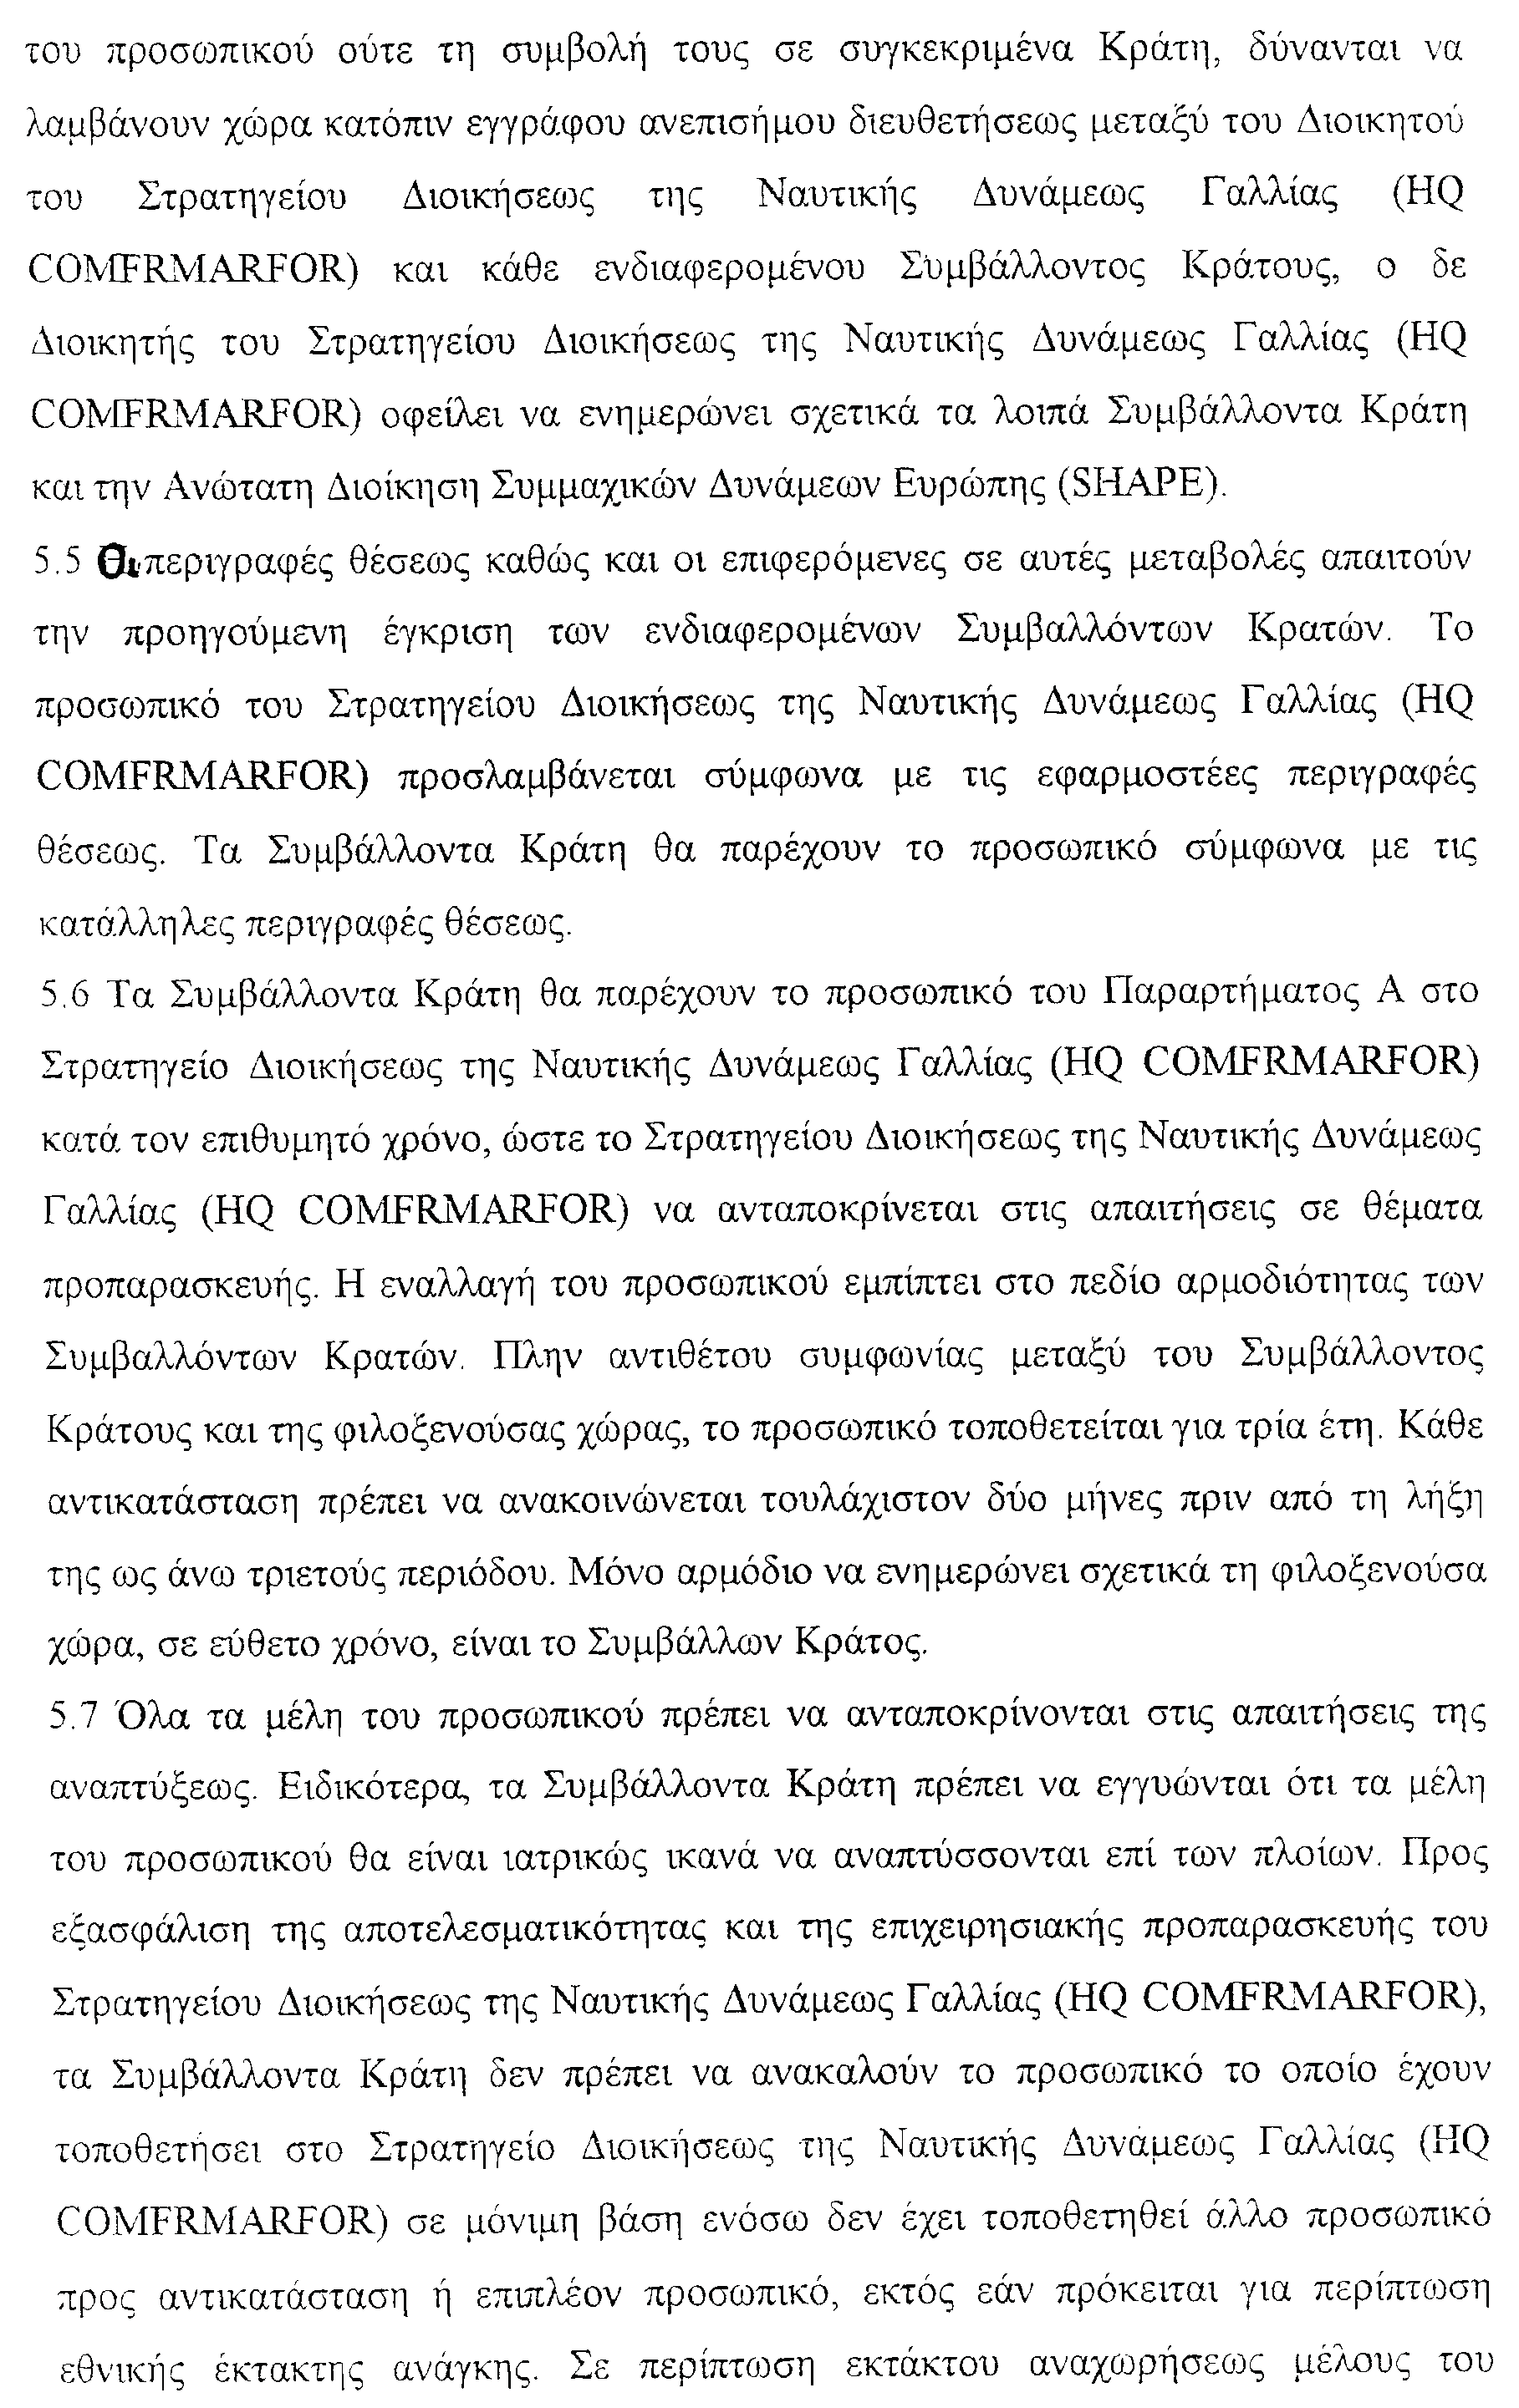 του προσωπικού ούτε τη συμβολή τους σε συγκεκριμένα Κράτη, δύνανται να
λαμβάνουν χώρα κατόπιν εγγράφου ανεπισήμου διευθετήσεως μεταξύ του Διοικητού
του Στρατηγείου Διοικήσεως της Ναυτικής Δυνάμεως Γαλλίας (HQ
COMFRMARFOR) και κάθε ενδιαφερομένου Συμβάλλοντος Κράτους, ο δε
Διοικητής του Στρατηγείου Διοικήσεως της Ναυτικής Δυνάμεως Γαλλίας (HQ
COMFRMARFOR) οφείλει να ενημερώνει σχετικά τα λοιπά Συμβάλλοντα Κράτη
και την Ανώτατη Διοίκηση Συμμαχικών Δυνάμεων Ευρώπης (SHAPE).
5.5 Οι περιγραφές θέσεως καθώς και οι επιφερόμενες σε αυτές μεταβολές απαιτούν
την προηγούμενη έγκριση των ενδιαφερομένων Συμβαλλόντων Κρατών. Το
προσωπικό του Στρατηγείου Διοικήσεως της Ναυτικής Δυνάμεως Γαλλίας (HQ
COMFRMARFOR) προσλαμβάνεται σύμφωνα με τις εφαρμοστέες περιγραφές
θέσεως. Τα Συμβάλλοντα Κράτη θα παρέχουν το προσωπικό σύμφωνα με τις
κατάλληλες περιγραφές θέσεως.
5.6 Τα Συμβάλλοντα Κράτη θα παρέχουν το προσωπικό του Παραρτήματος Α στο
Στρατηγείο Διοικήσεως της Ναυτικής Δυνάμεως Γαλλίας (HQ COMFRMARFOR)
κατά τον επιθυμητό χρόνο, ώστε το Στρατηγείου Διοικήσεως της Ναυτικής Δυνάμεως
Γαλλίας (HQ COMFRMARFOR) να ανταποκρίνεται στις απαιτήσεις σε θέματα
προπαρασκευής. Η εναλλαγή του προσωπικού εμπίπτει στο πεδίο αρμοδιότητας των
Συμβαλλόντων Κρατών. Πλην αντιθέτου συμφωνίας μεταξύ του Συμβάλλοντος
Κράτους και της φιλοξενούσας χώρας, το προσωπικό τοποθετείται για τρία έτη. Κάθε
αντικατάσταση πρέπει να ανακοινώνεται τουλάχιστον δύο μήνες πριν από τη λήξη
της ως άνω τριετούς περιόδου. Μόνο αρμόδιο να ενημερώνει σχετικά τη φιλοξενούσα
χώρα, σε εύθετο χρόνο, είναι το Συμβάλλων Κράτος.
5.7 Όλα τα μέλη του προσωπικού πρέπει να ανταποκρίνονται στις απαιτήσεις της
αναπτύξεως. Ειδικότερα, τα Συμβάλλοντα Κράτη πρέπει να εγγυώνται ότι τα μέλη
του προσωπικού θα είναι ιατρικώς ικανά να αναπτύσσονται επί των πλοίων. Προς
εξασφάλιση της αποτελεσματικότητας και της επιχειρησιακής προπαρασκευής του
Στρατηγείου Διοικήσεως της Ναυτικής Δυνάμεως Γαλλίας (HQ COMFRMARFOR),
τα Συμβάλλοντα Κράτη δεν πρέπει να ανακαλούν το προσωπικό το οποίο έχουν
τοποθετήσει στο Στρατηγείο Διοικήσεως της Ναυτικής Δυνάμεως Γαλλίας (HQ
COMFRMARFOR) σε μόνιμη βάση ενόσω δεν έχει τοποθετηθεί άλλο προσωπικό
προς αντικατάσταση ή επιπλέον προσωπικό, εκτός εάν πρόκειται για περίπτωση
εθνικής έκτακτης ανάγκης. Σε περίπτωση εκτάκτου αναχωρήσεως μέλους του